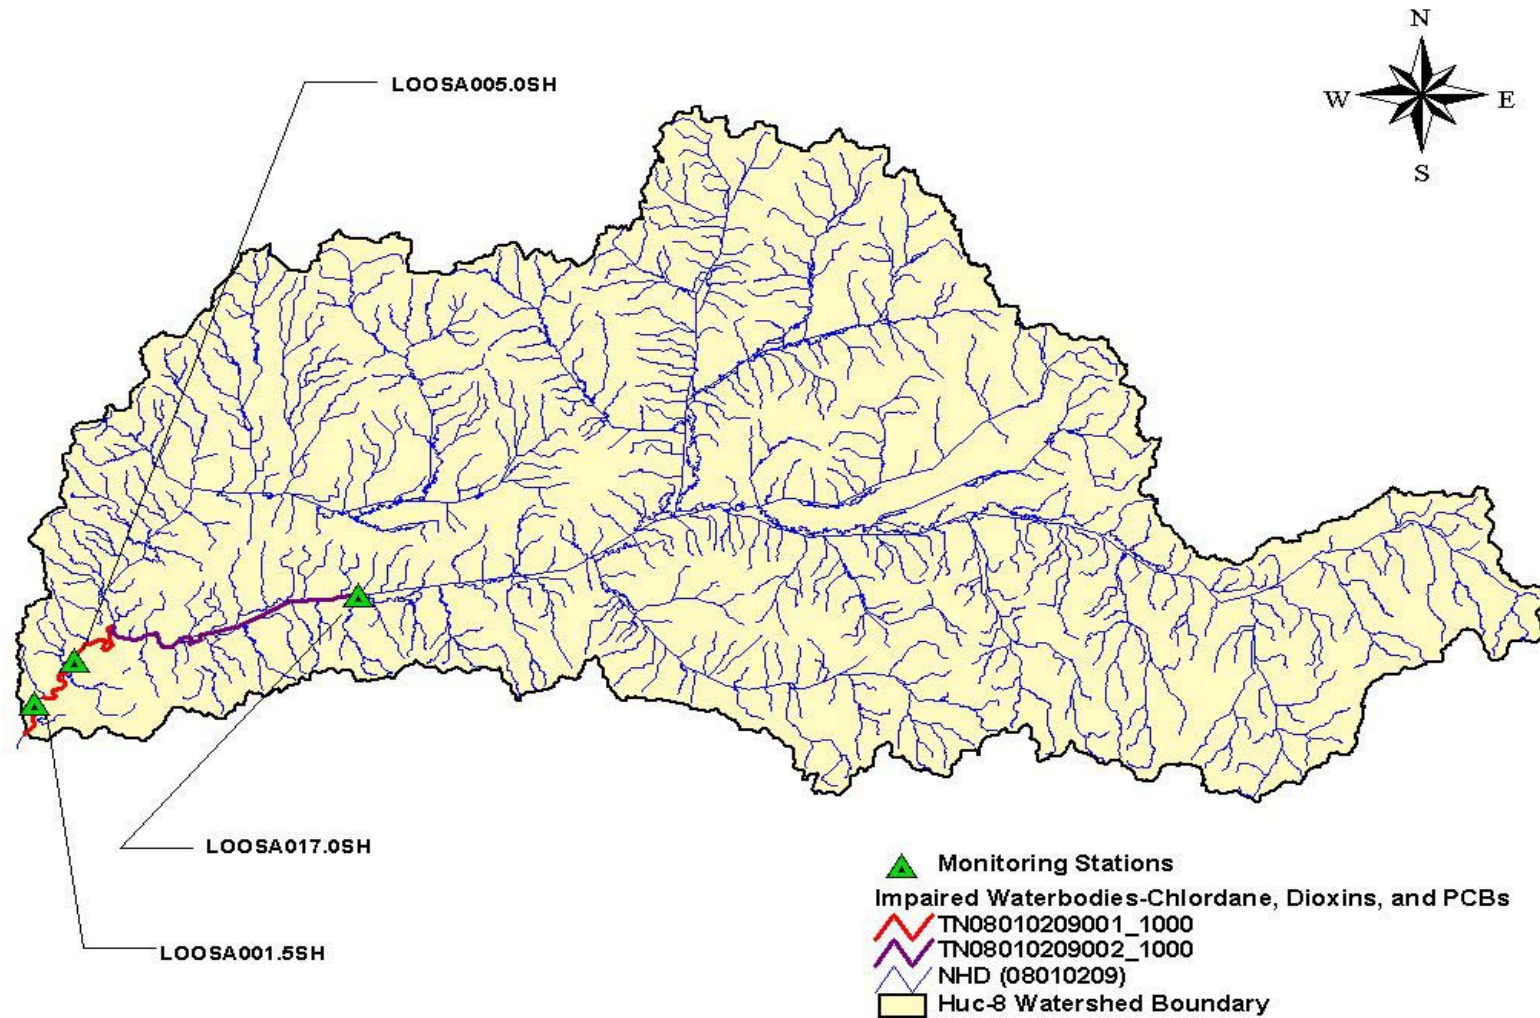 N
W E
S
LOOSA005.0SH
LOOSA017.0SH
LOOSA001.5SH
Monitoring Stations
Impaired Waterbodies-Chlordane, Dioxins, and PCBs
TN08010209001_1000
TN08010209002_1000
NHD (08010209)
Huc-8 Watershed Boundary